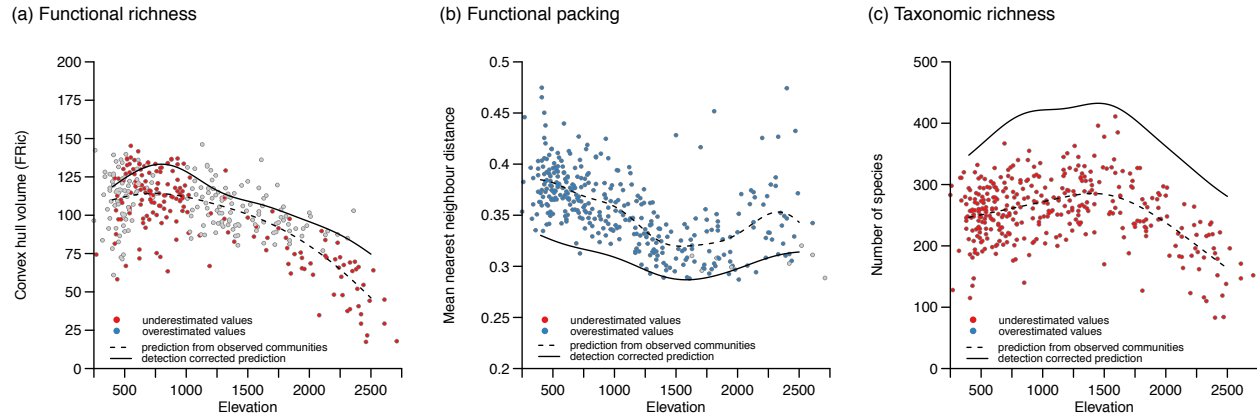 (a) Functional richness
Convex hull volume (FRic)
200
175
150
125
100
75
50
25
0
underestimated values
overestimated values
prediction from observed communities
detection corrected prediction
500
1000
1500
2000
2500
Elevation
(b) Functional packing
Mean nearest neighbour distance
0.5
0.45
0.4
0.35
0.3
0.25
0.2
underestimated values
overestimated values
prediction from observed communities
detection corrected prediction
500
1000
1500
2000
2500
Elevation
(c) Taxonomic richness
Number of species
500
400
300
200
100
0
underestimated values
overestimated values
prediction from observed communities
detection corrected prediction
500
1000
1500
2000
2500
Elevation